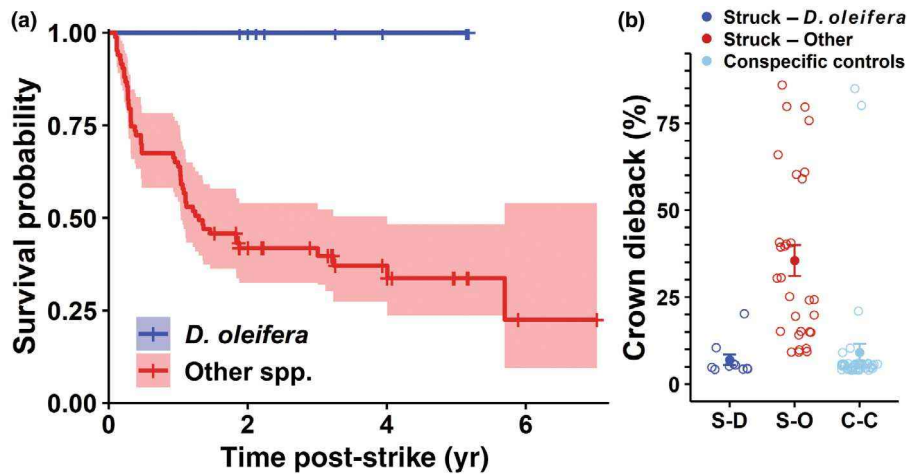 (a)
Survival probability
1.00
0.75
0.50
0.25
0.00
D. oleifera
Other spp.
0
2
4
6
Time post-strike (yr)
(b)
Struck – D. oleifera
Struck – Other
Conspecific controls
Crown dieback (%)
75
50
25
0
S-D
S-O
C-C